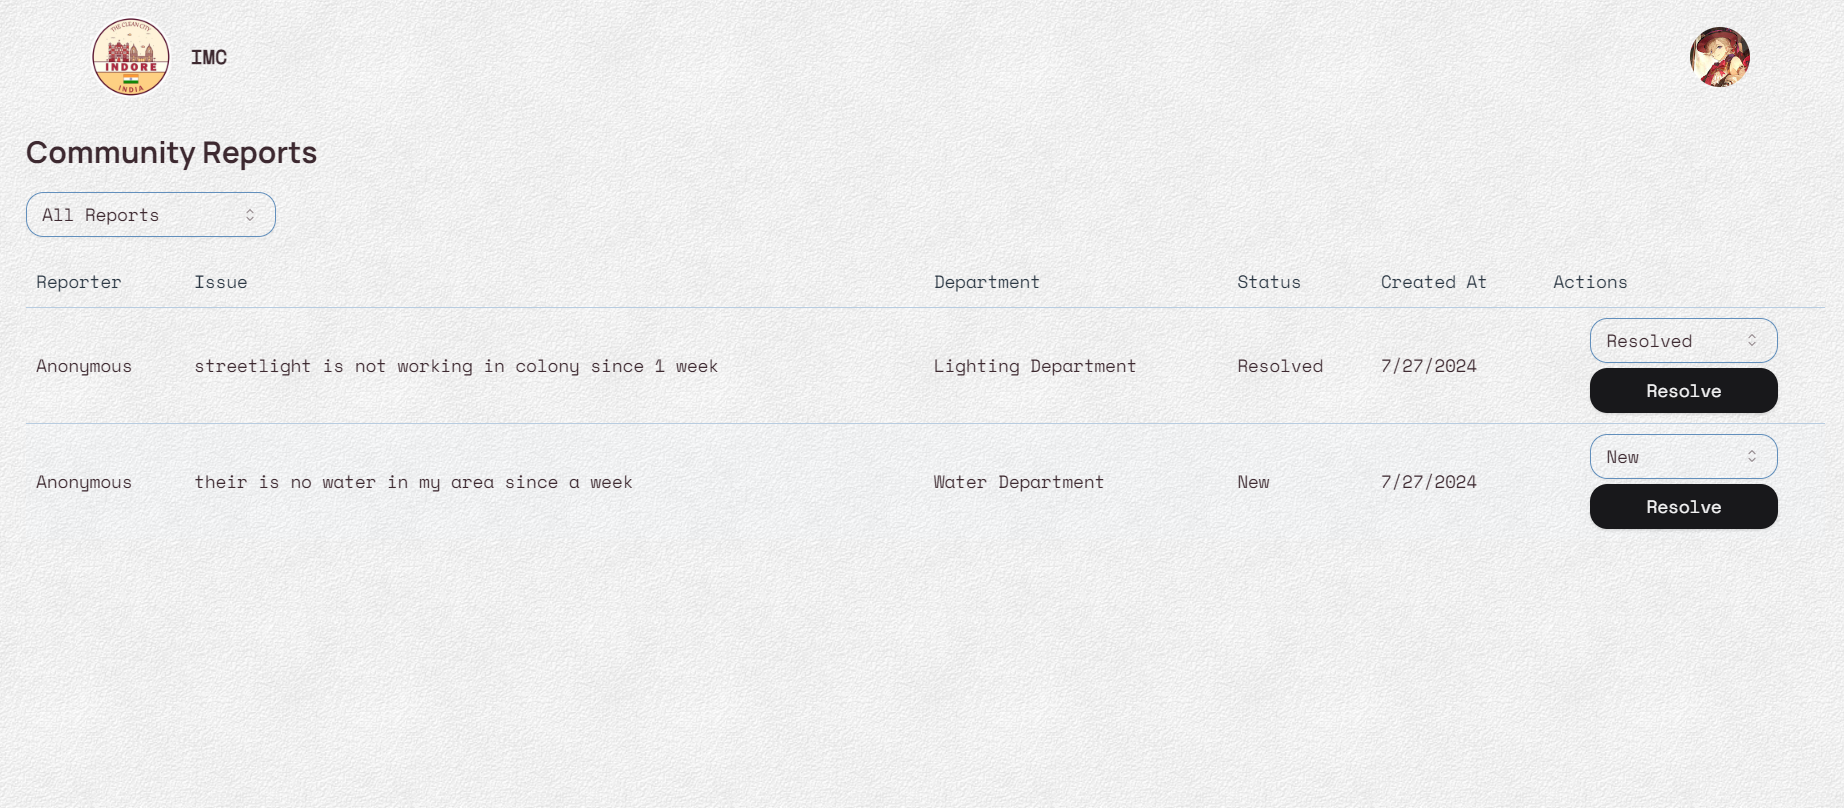 THE CLEAN CITY
INDORE
INDIA
IMC
Community Reports
All Reports
Reporter Issue Department Status Created At Actions
Resolved
Anonymous streetlight is not working in colony since 1 week Lighting Department Resolved 7/27/2024
Resolve
New
Anonymous their is no water in my area since a week Water Department New 7/27/2024
Resolve